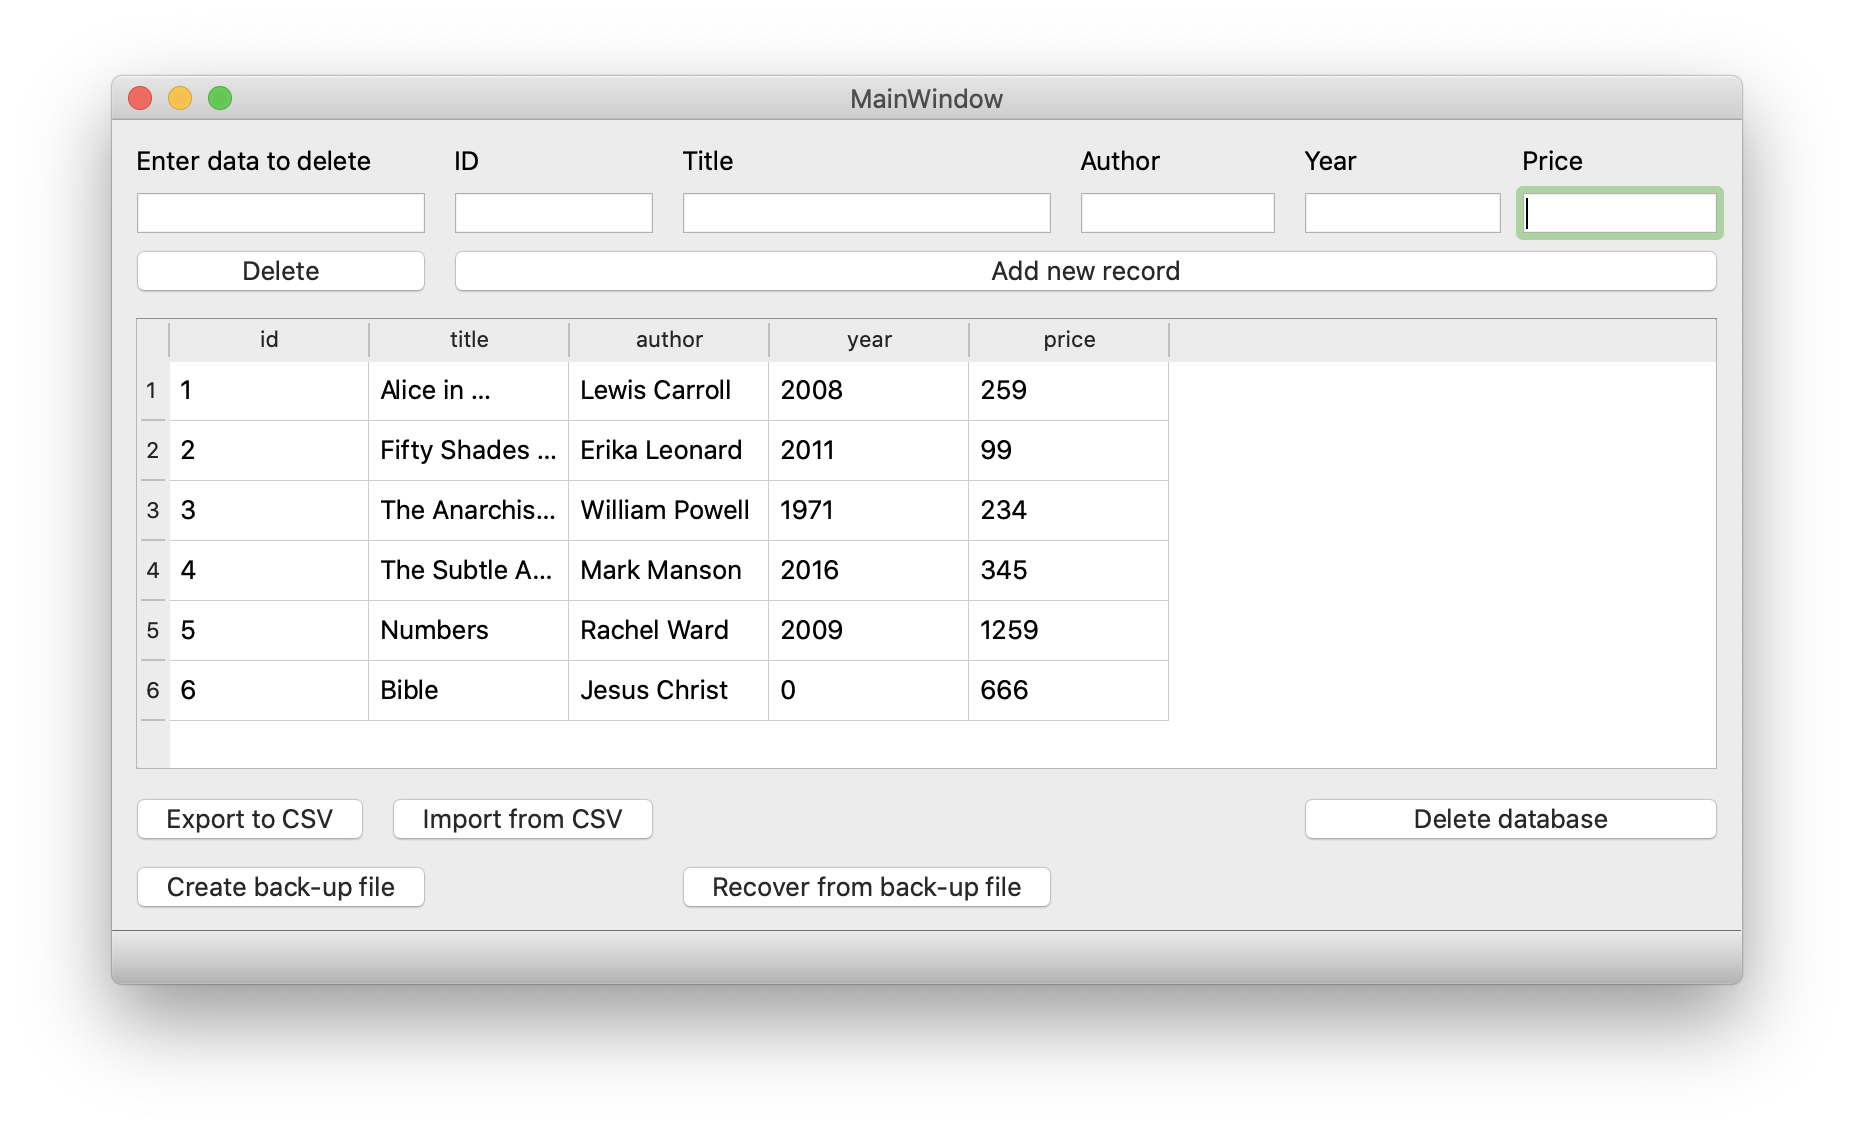 MainWindow
Enter data to delete ID Title Author Year Price
Delete Add new record
id title author year price
1 1 Alice in ... Lewis Carroll 2008 259
2 2 Fifty Shades ... Erika Leonard 2011 99
3 3 The Anarchis... William Powell 1971 234
4 4 The Subtle A... Mark Manson 2016 345
5 5 Numbers Rachel Ward 2009 1259
6 6 Bible Jesus Christ 0 666
Export to CSV Import from CSV Delete database
Create back-up file Recover from back-up file